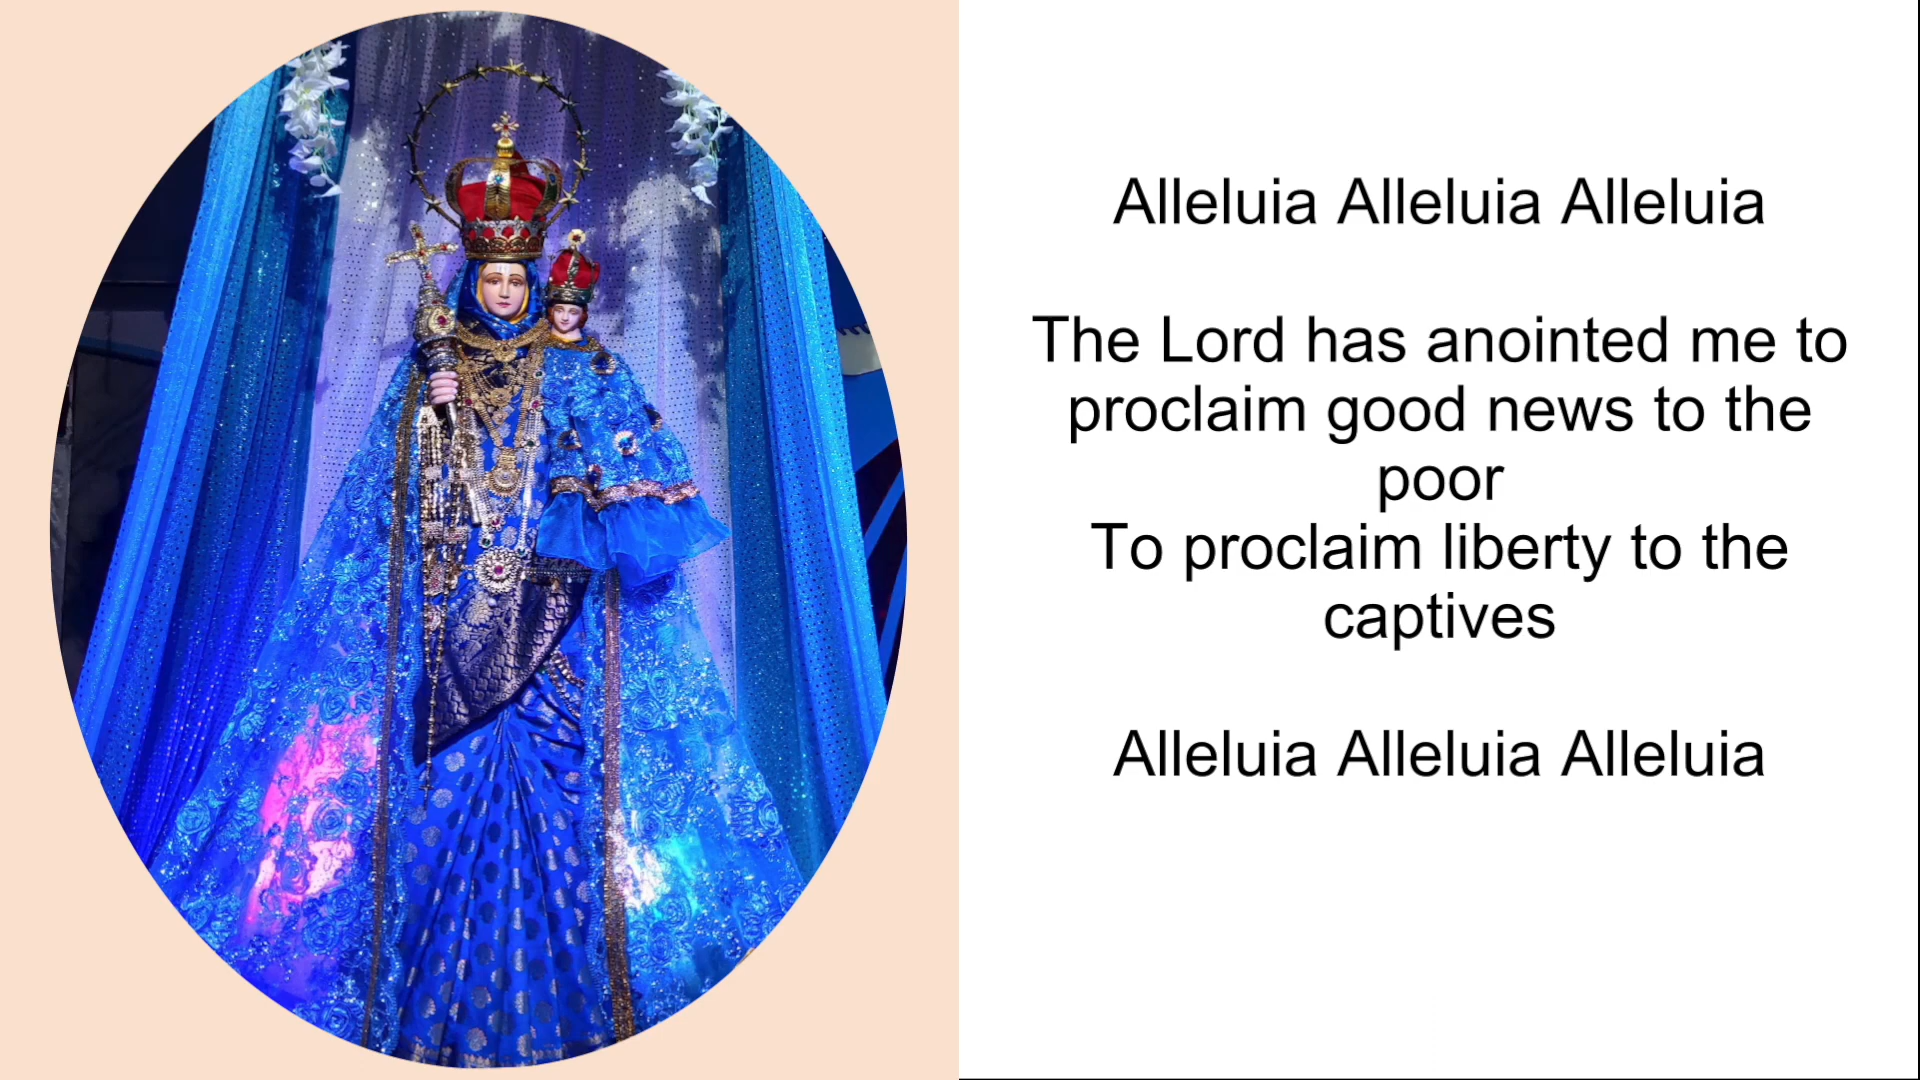 Alleluia Alleluia Alleluia
The Lord has anointed me to
proclaim good news to the
poor
To proclaim liberty to the
captives
Alleluia Alleluia Alleluia